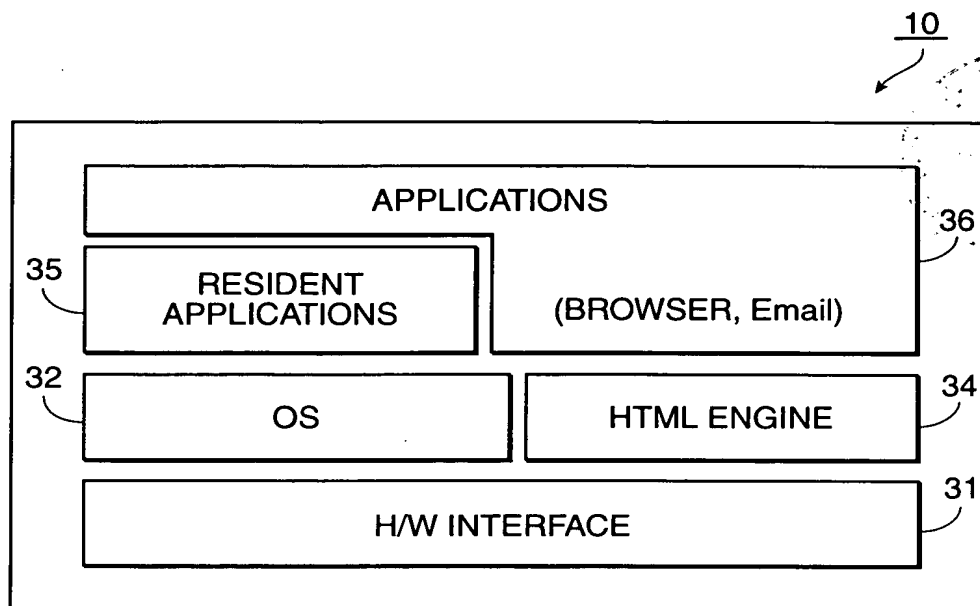 10
APPLICATIONS
36
35
RESIDENT
APPLICATIONS
(BROWSER, Email)
32
OS
HTML ENGINE
34
31
H/W INTERFACE